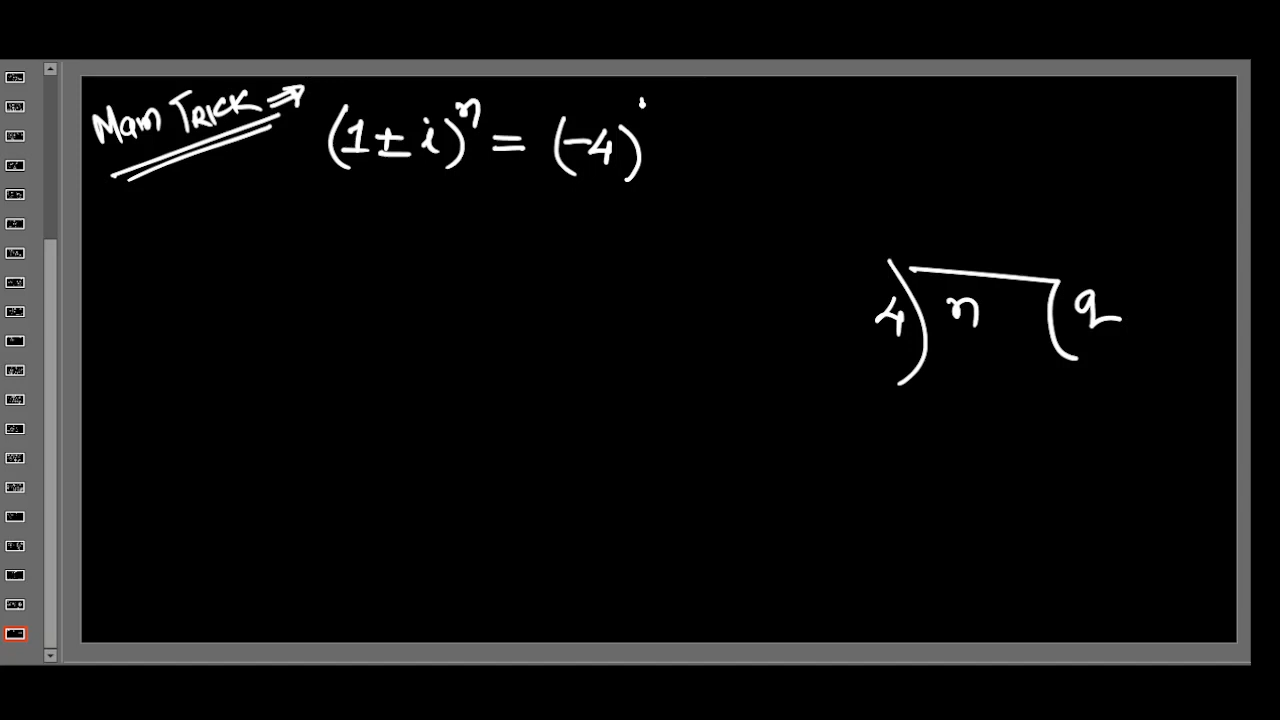 Main TRICK ⇒ (1 ± i)^n = (-4)
4) n (q